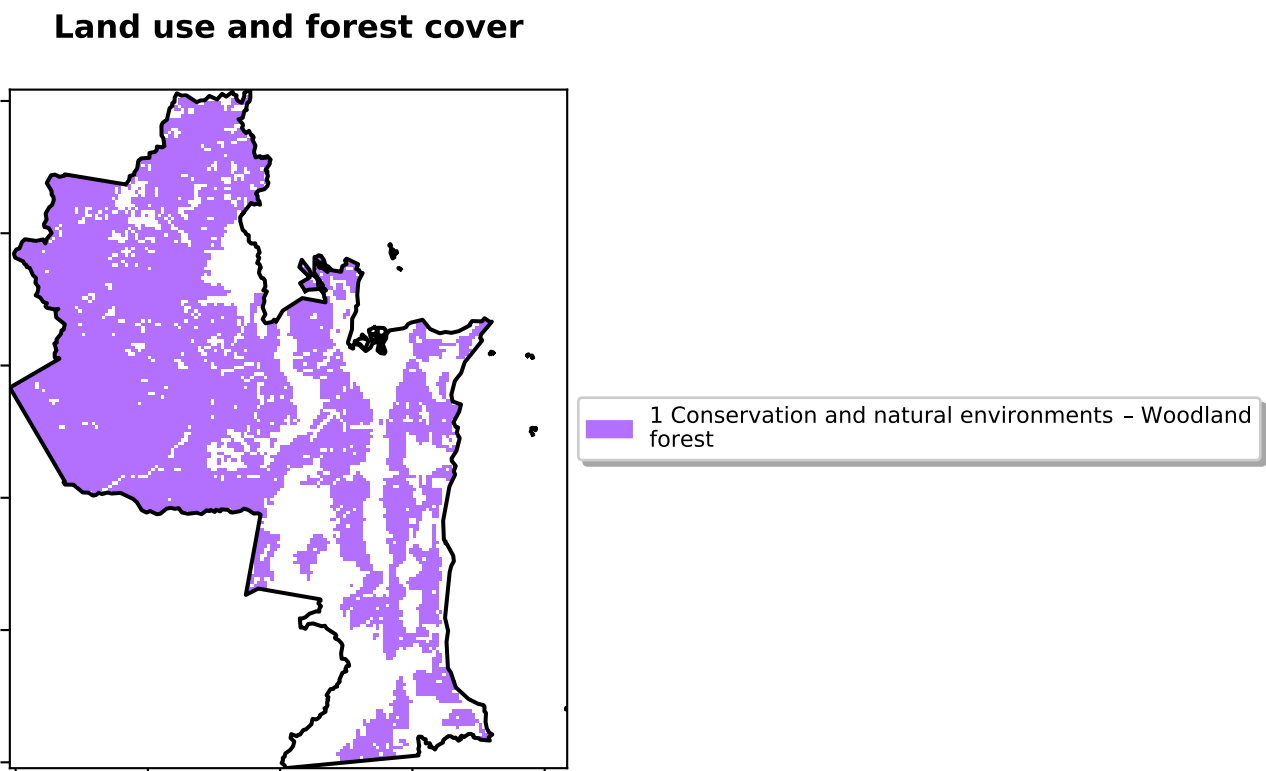 Land use and forest cover
1 Conservation and natural environments – Woodland
forest